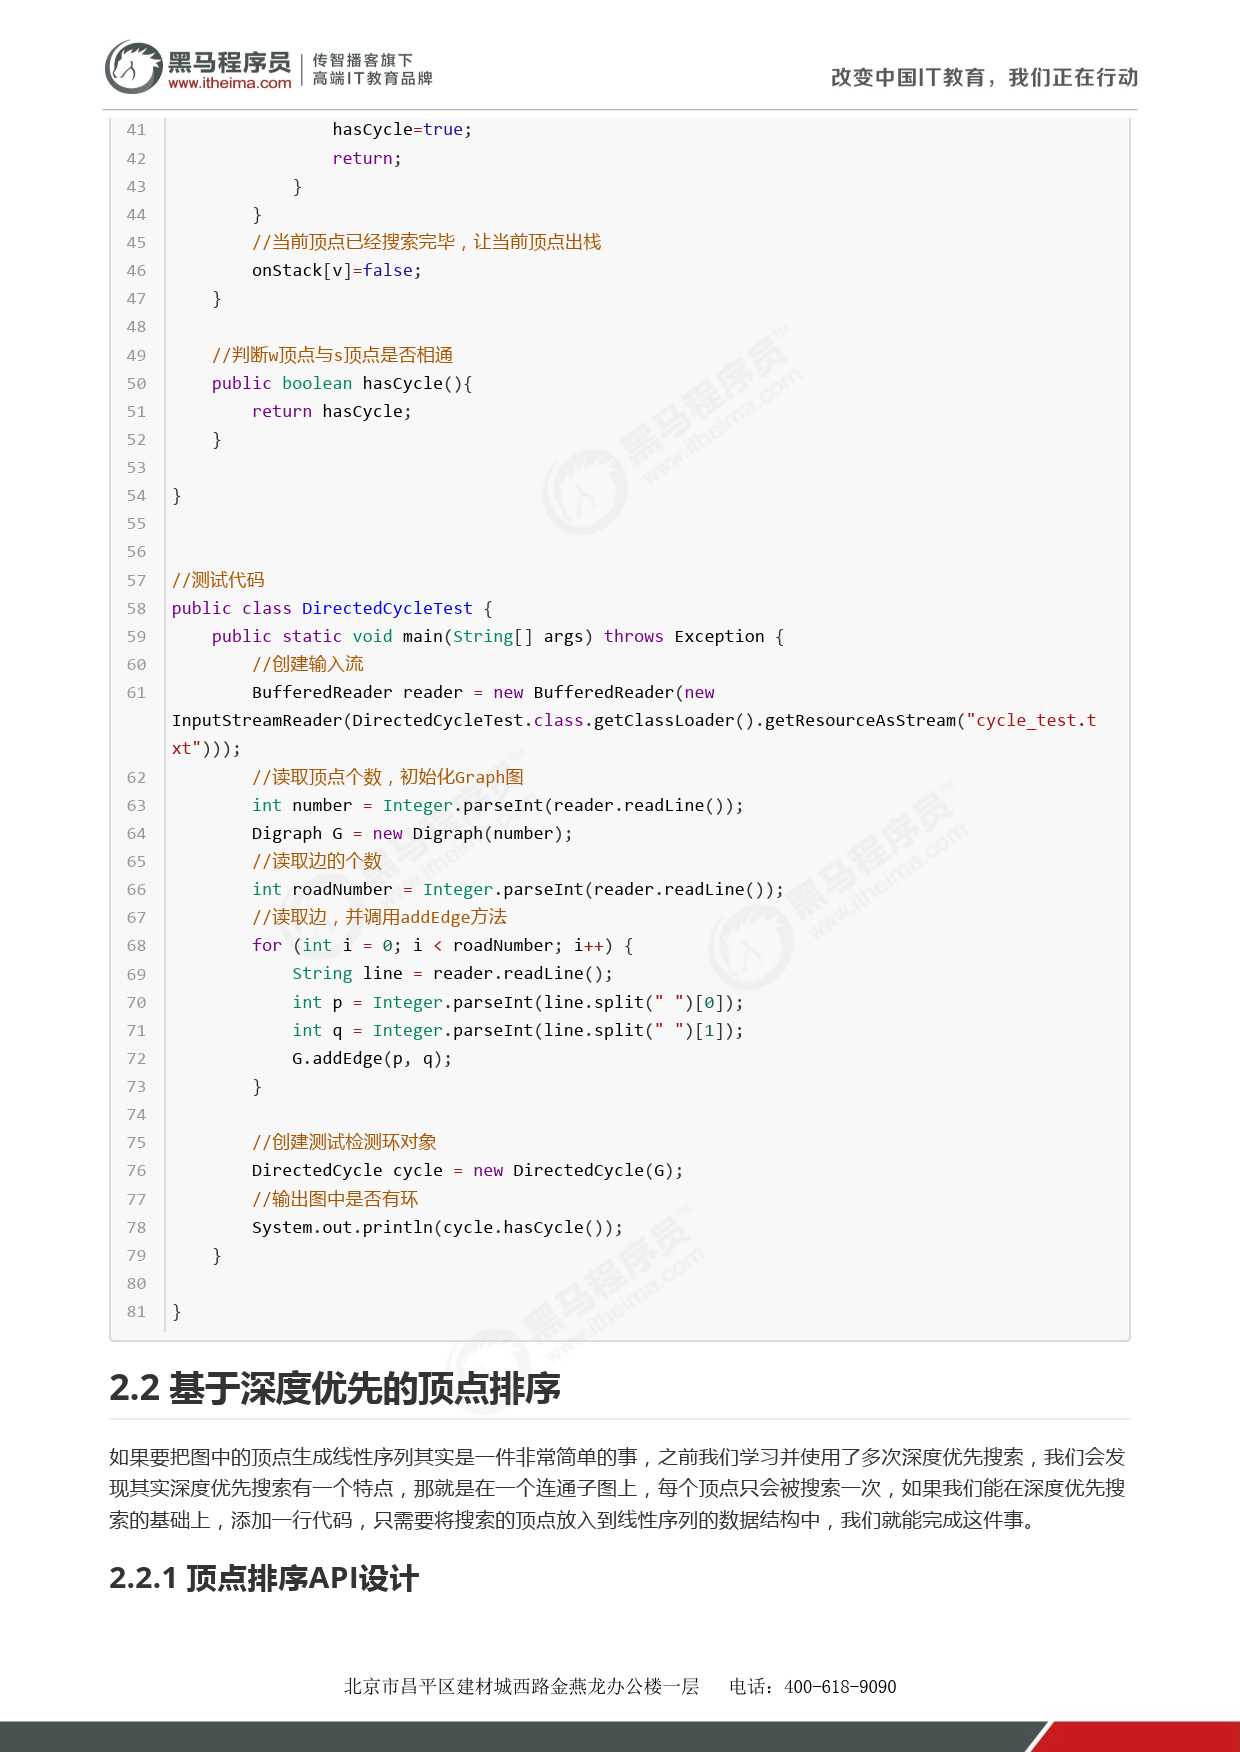 黑马程序员
www.itheima.com
传智播客旗下
高端IT教育品牌
改变中国IT教育，我们正在行动
41                 hasCycle=true;
42                 return;
43             }
44         }
45         //当前顶点已经搜索完毕，让当前顶点出栈
46         onStack[v]=false;
47     }
48
49     //判断w顶点与s顶点是否相通
50     public boolean hasCycle(){
51         return hasCycle;
52     }
53
54 }
55
56
57 //测试代码
58 public class DirectedCycleTest {
59     public static void main(String[] args) throws Exception {
60         //创建输入流
61         BufferedReader reader = new BufferedReader(new
InputStreamReader(DirectedCycleTest.class.getClassLoader().getResourceAsStream("cycle_test.t
xt")));
62         //读取顶点个数，初始化Graph图
63         int number = Integer.parseInt(reader.readLine());
64         Digraph G = new Digraph(number);
65         //读取边的个数
66         int roadNumber = Integer.parseInt(reader.readLine());
67         //读取边，并调用addEdge方法
68         for (int i = 0; i < roadNumber; i++) {
69             String line = reader.readLine();
70             int p = Integer.parseInt(line.split(" ")[0]);
71             int q = Integer.parseInt(line.split(" ")[1]);
72             G.addEdge(p, q);
73         }
74
75         //创建测试检测环对象
76         DirectedCycle cycle = new DirectedCycle(G);
77         //输出图中是否有环
78         System.out.println(cycle.hasCycle());
79     }
80
81 }
2.2 基于深度优先的顶点排序
如果要把图中的顶点生成线性序列其实是一件非常简单的事，之前我们学习并使用了多次深度优先搜索，我们会发
现其实深度优先搜索有一个特点，那就是在一个连通子图上，每个顶点只会被搜索一次，如果我们能在深度优先搜
索的基础上，添加一行代码，只需要将搜索的顶点放入到线性序列的数据结构中，我们就能完成这件事。
2.2.1 顶点排序API设计
北京市昌平区建材城西路金燕龙办公楼一层    电话：400-618-9090